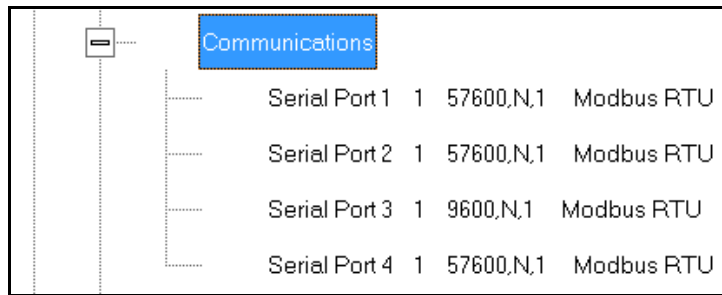 Communications
Serial Port 1 1 57600,N,1 Modbus RTU
Serial Port 2 1 57600,N,1 Modbus RTU
Serial Port 3 1 9600,N,1 Modbus RTU
Serial Port 4 1 57600,N,1 Modbus RTU